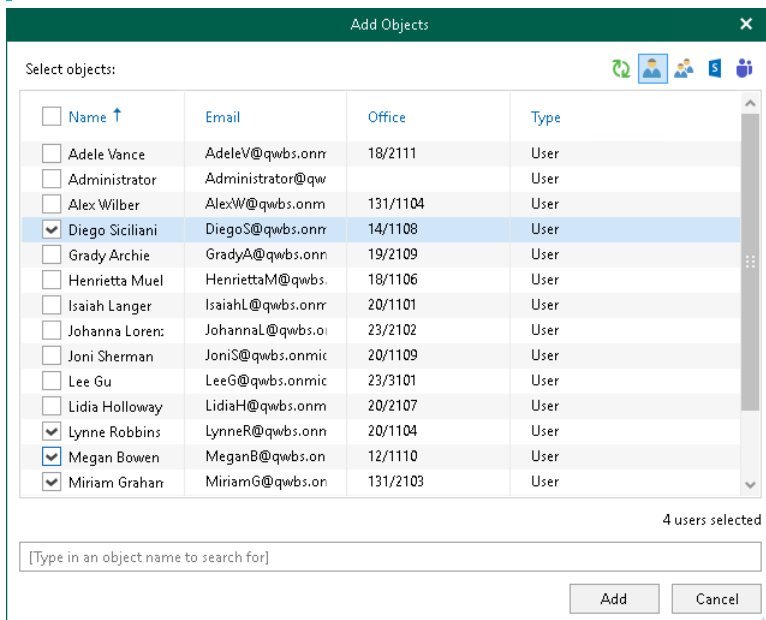 Add Objects
Select objects:
Name Email Office Type
Adele Vance AdeleV@qwbs.onm 18/2111 User
Administrator Administrator@qw User
Alex Wilber AlexW@qwbs.onm 131/1104 User
Diego Siciliani DiegoS@qwbs.onm 14/1108 User
Grady Archie GradyA@qwbs.onn 19/2109 User
Henrietta Muel HenriettaM@qwbs. 18/1106 User
Isaiah Langer IsaiahL@qwbs.onm 20/1101 User
Johanna Loren: JohannaL@qwbs.o 23/2102 User
Joni Sherman JoniS@qwbs.onmic 20/1109 User
Lee Gu LeeG@qwbs.onmic 23/3101 User
Lidia Holloway LidiaH@qwbs.onm 20/2107 User
Lynne Robbins LynneR@qwbs.onn 20/1104 User
Megan Bowen MeganB@qwbs.on 12/1110 User
Miriam Grahan MiriamG@qwbs.on 131/2103 User
4 users selected
[Type in an object name to search for]
Add Cancel